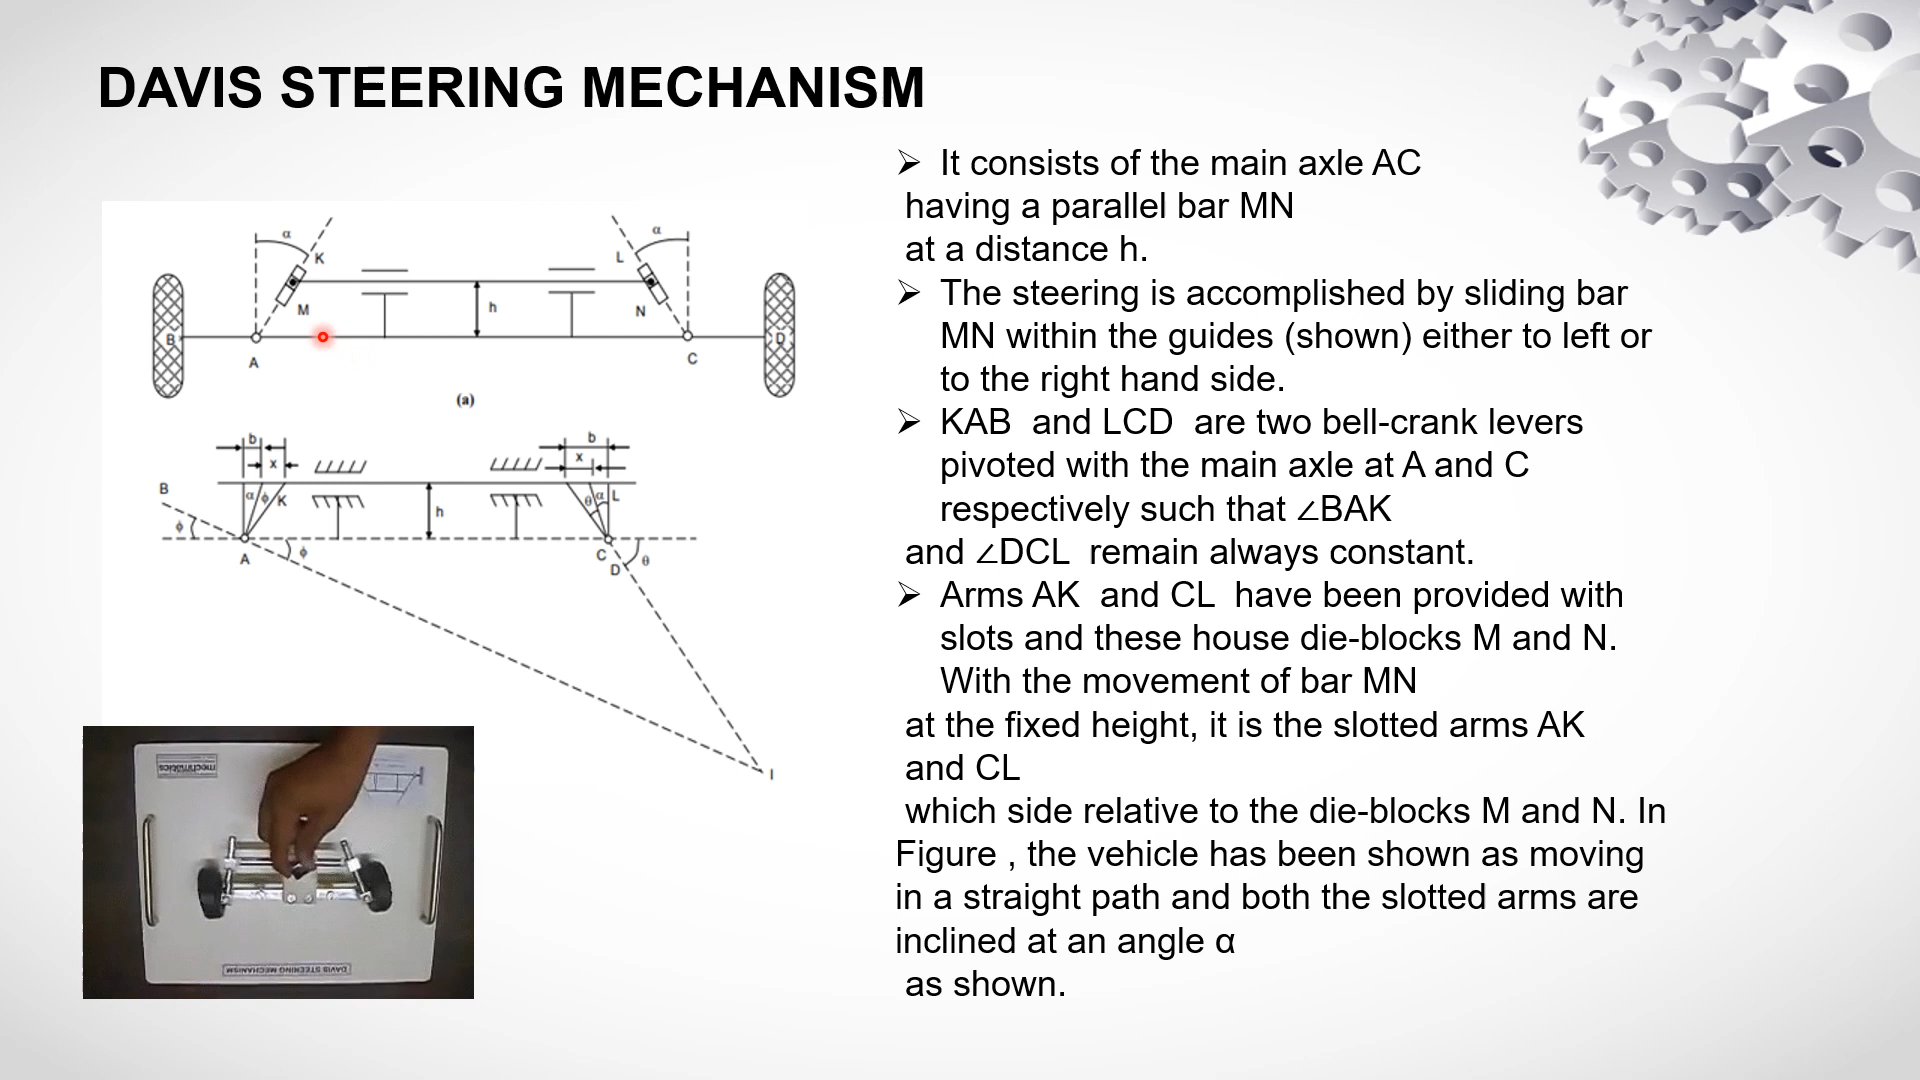 DAVIS STEERING MECHANISM
➢ It consists of the main axle AC
having a parallel bar MN
at a distance h.
➢ The steering is accomplished by sliding bar
MN within the guides (shown) either to left or
to the right hand side.
➢ KAB and LCD are two bell-crank levers
pivoted with the main axle at A and C
respectively such that ∠BAK
and ∠DCL remain always constant.
➢ Arms AK and CL have been provided with
slots and these house die-blocks M and N.
With the movement of bar MN
at the fixed height, it is the slotted arms AK
and CL
which side relative to the die-blocks M and N. In
Figure , the vehicle has been shown as moving
in a straight path and both the slotted arms are
inclined at an angle α
as shown.
α α
K L
M h N
B D
A C
(a)
b b
x x
B α ϕ K θ α L
ϕ h
A ϕ C θ
D
I
mechmatics
DAVIS STEERING MECHANISM